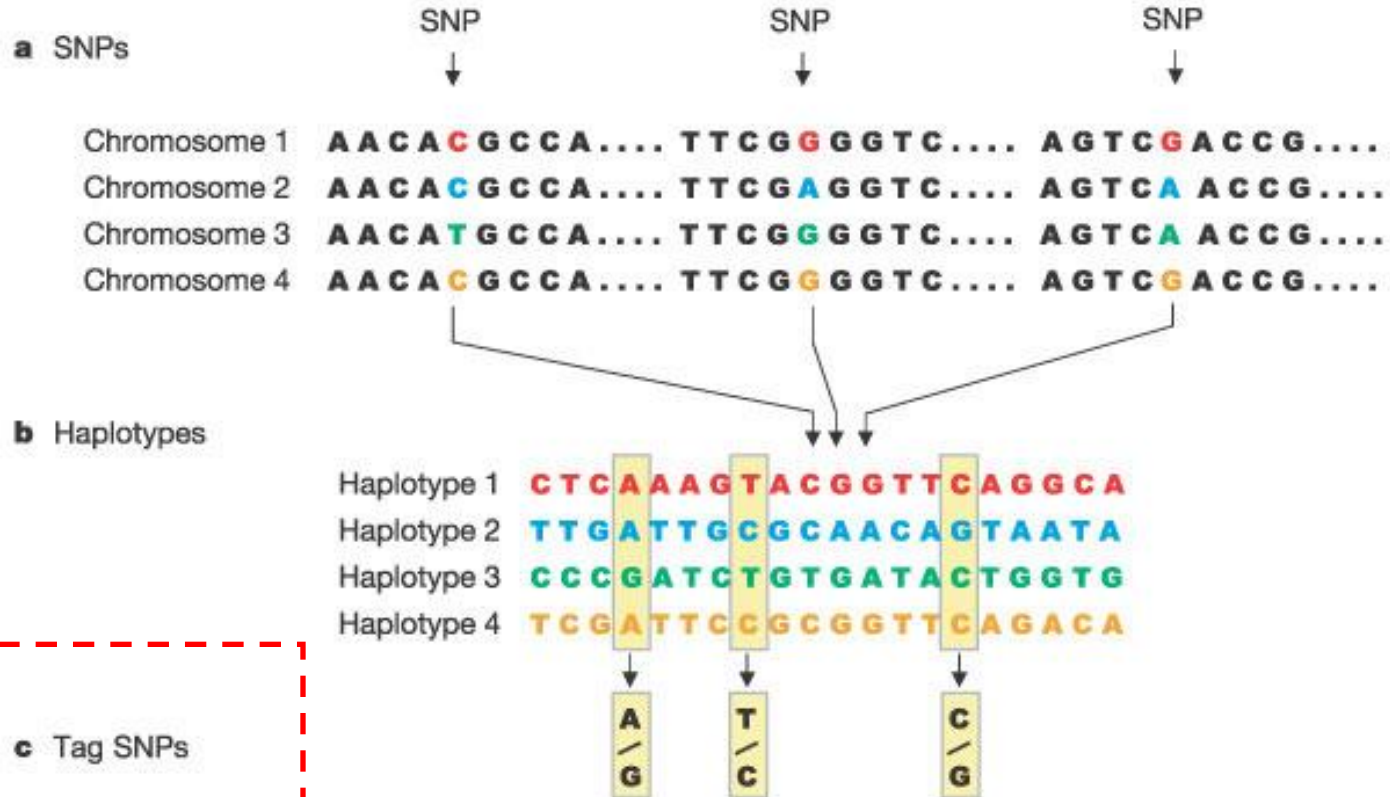 SNP SNP SNP
a SNPs
Chromosome 1 AACACGCCA.... TTCGGGGTC.... AGTCGACCG....
Chromosome 2 AACACGCCA.... TTCGAGGTC.... AGTCAACCG....
Chromosome 3 AACATGCCA.... TTCGGGGTC.... AGTCAACCG....
Chromosome 4 AACACGCCA.... TTCGGGGTC.... AGTCGACCG....
b Haplotypes
Haplotype 1 CTCAAAGTACGGTTCAGGCA
Haplotype 2 TTGATTGCGCAACAGTAATA
Haplotype 3 CCCGATCTGTGATACTGGTG
Haplotype 4 TCGATTCCGCGGTTCAGACA
c Tag SNPs
A/G T/C C/G